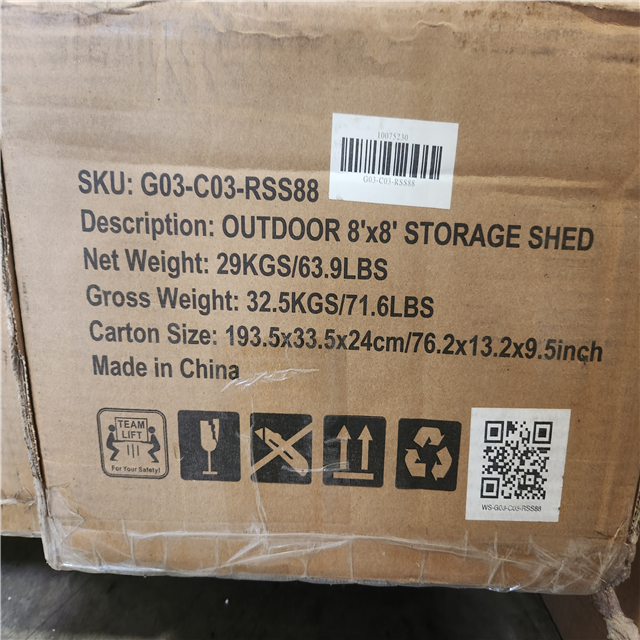 10075230
G03-C03-RSS88
SKU: G03-C03-RSS88
Description: OUTDOOR 8'x8' STORAGE SHED
Net Weight: 29KGS/63.9LBS
Gross Weight: 32.5KGS/71.6LBS
Carton Size: 193.5x33.5x24cm/76.2x13.2x9.5inch
Made in China
TEAM
LIFT
For Your Safety!
WS-G03-C03-RSS88